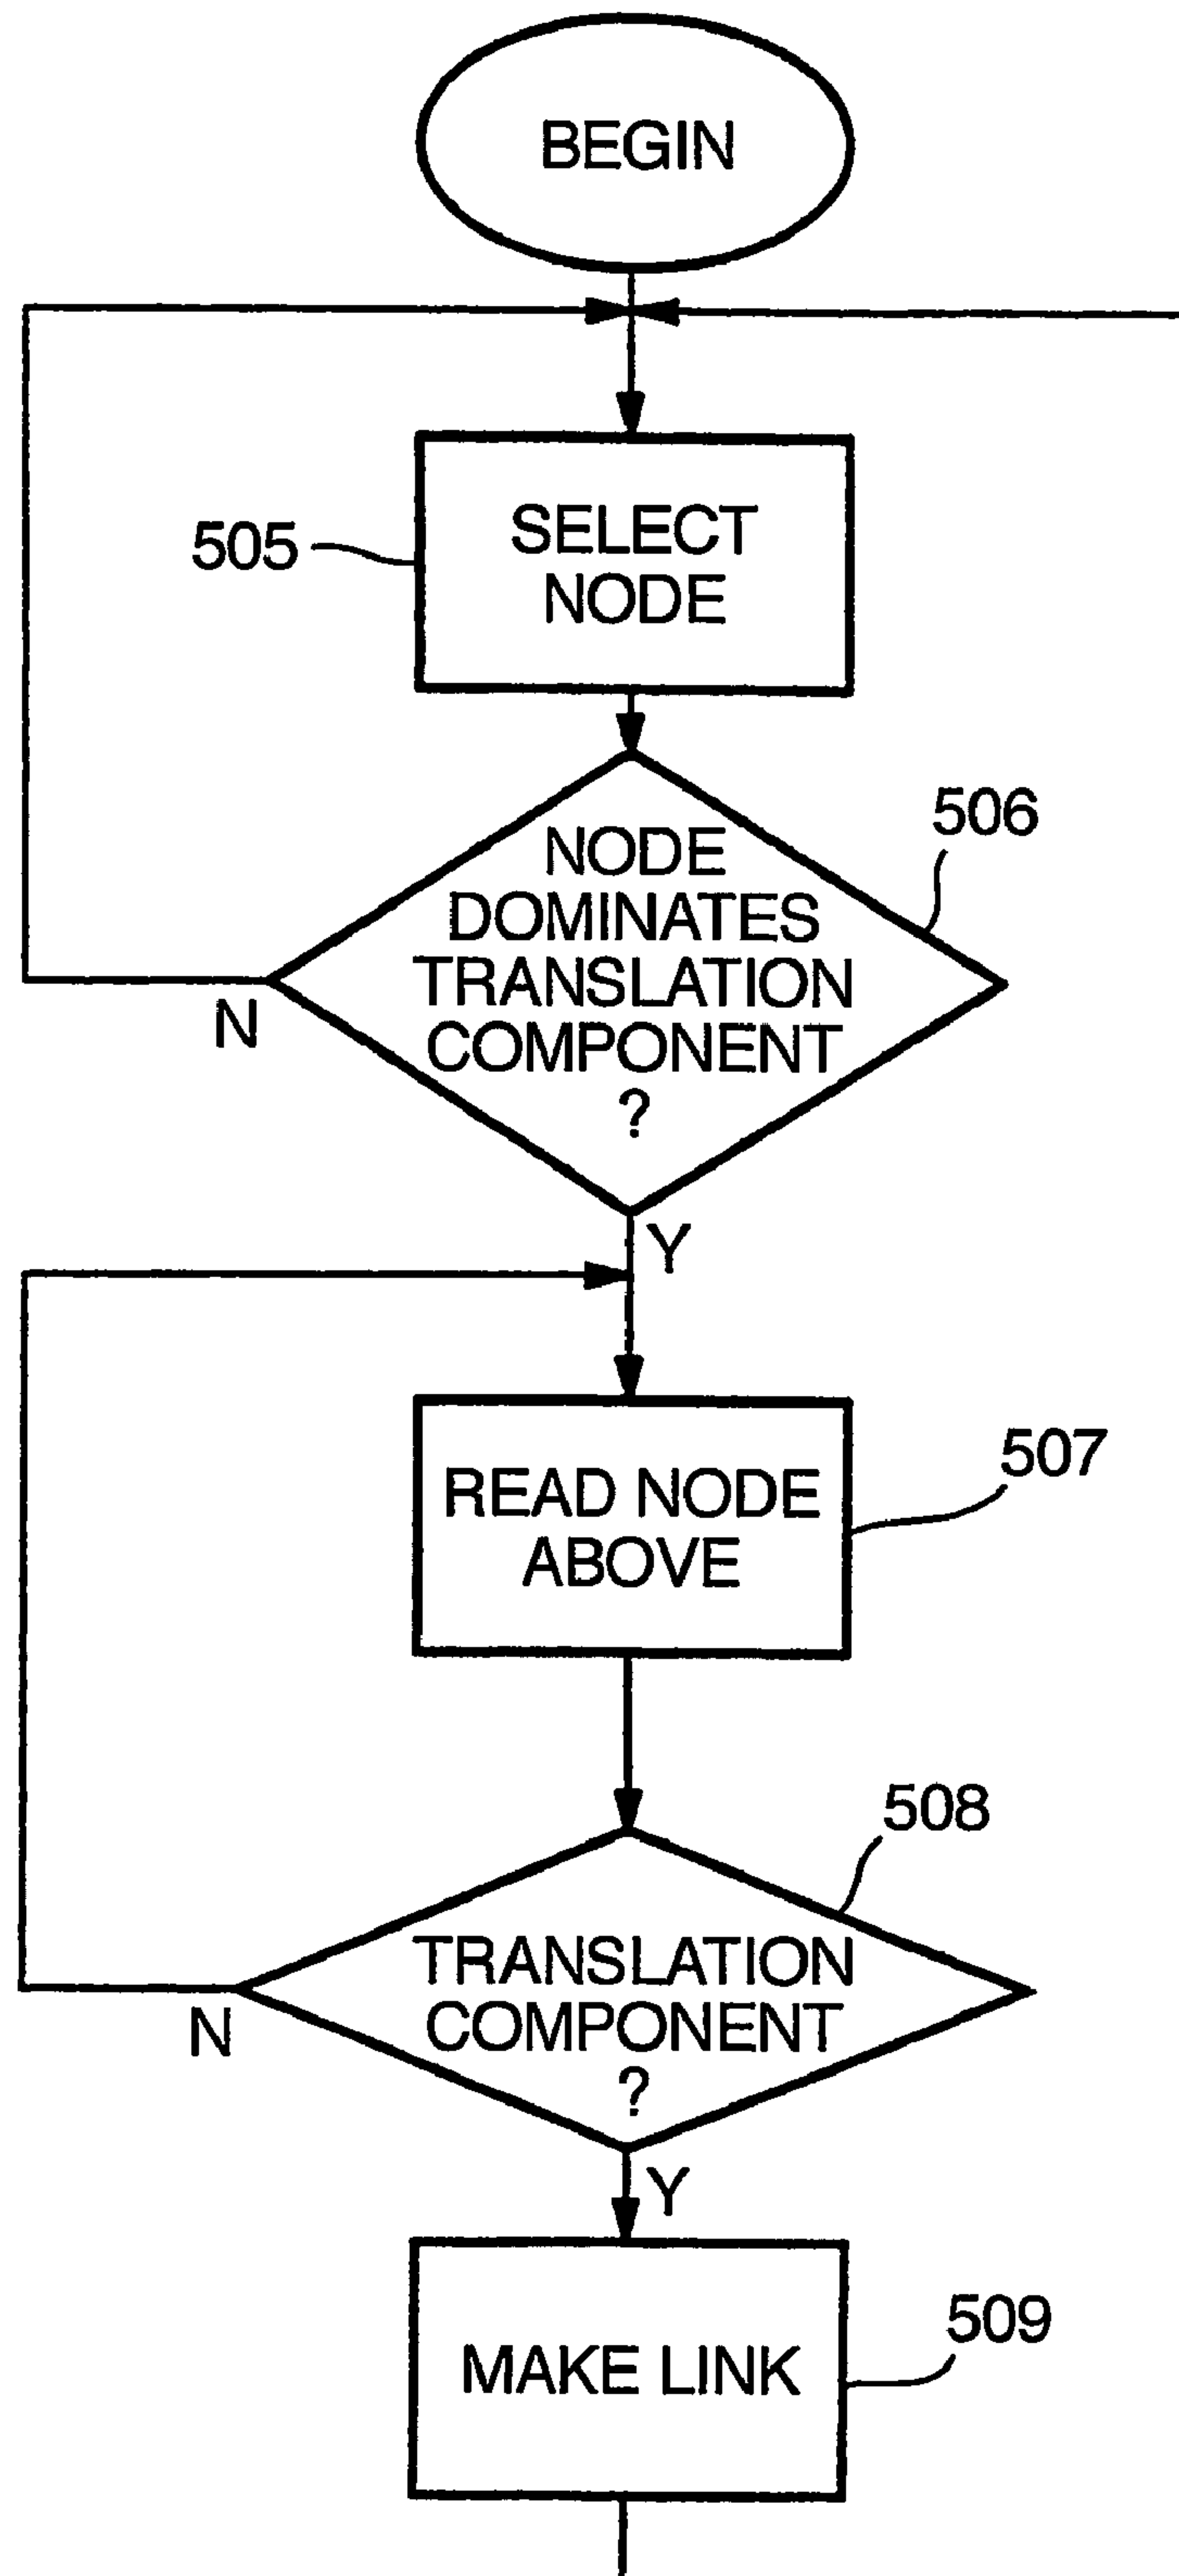 BEGIN
505
SELECT
NODE
506
NODE
DOMINATES
TRANSLATION
COMPONENT
?
N
Y
507
READ NODE
ABOVE
508
TRANSLATION
COMPONENT
?
N
Y
509
MAKE LINK